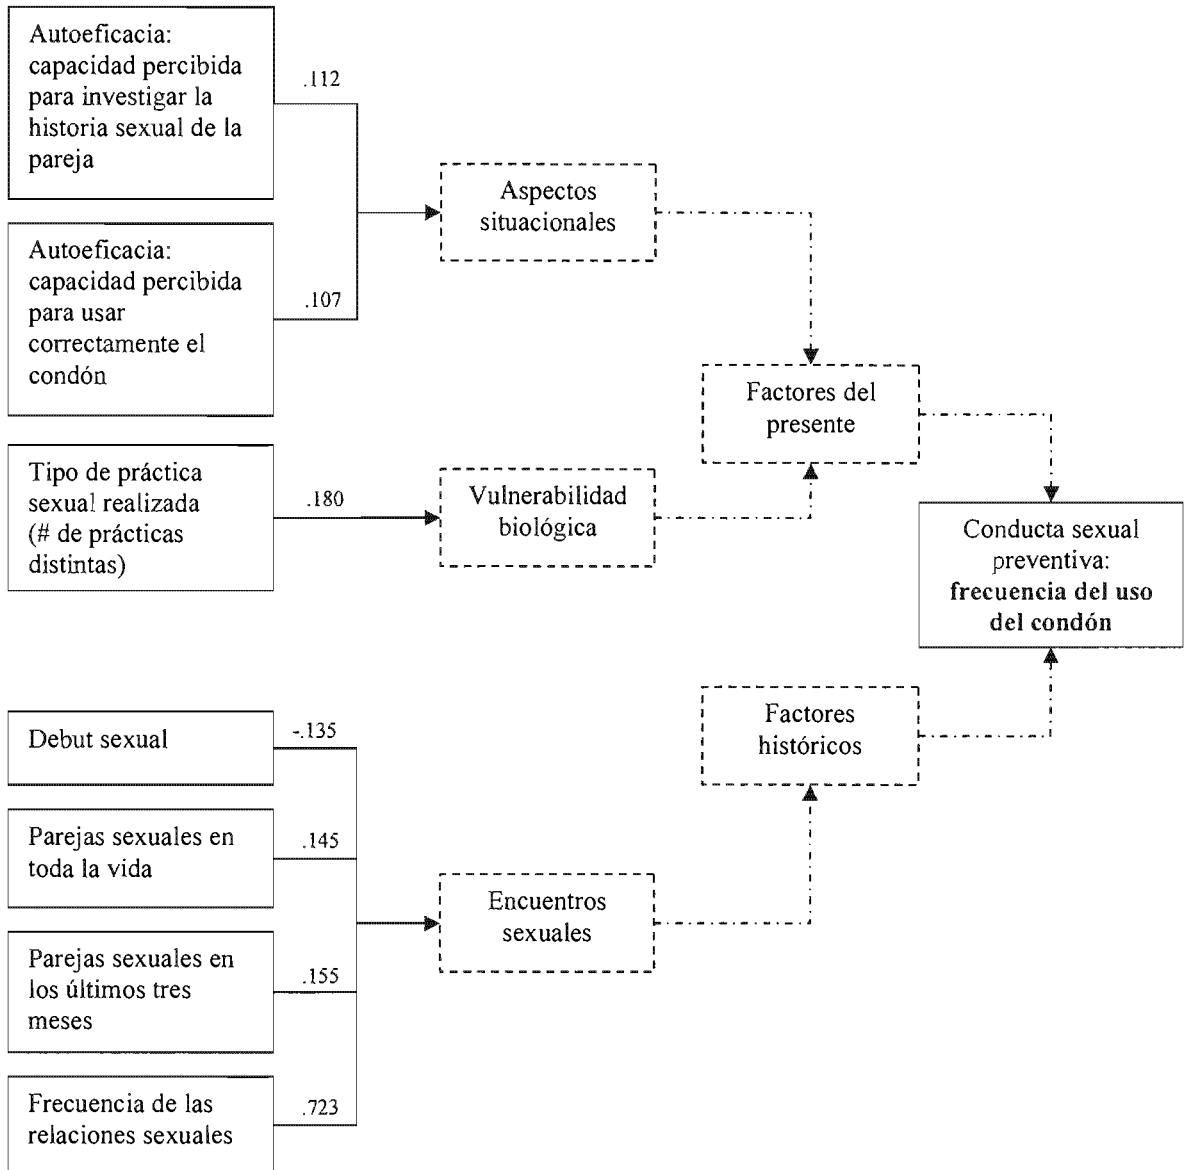 Autoeficacia:
capacidad percibida
para investigar la
historia sexual de la
pareja
.112
Autoeficacia:
capacidad percibida
para usar
correctamente el
condón
.107
Aspectos
situacionales
Tipo de práctica
sexual realizada
(# de prácticas
distintas)
.180
Vulnerabilidad
biológica
Factores del
presente
Conducta sexual
preventiva:
frecuencia del uso
del condón
Factores
históricos
Debut sexual
-.135
Parejas sexuales en
toda la vida
.145
Encuentros
sexuales
Parejas sexuales en
los últimos tres
meses
.155
Frecuencia de las
relaciones sexuales
.723